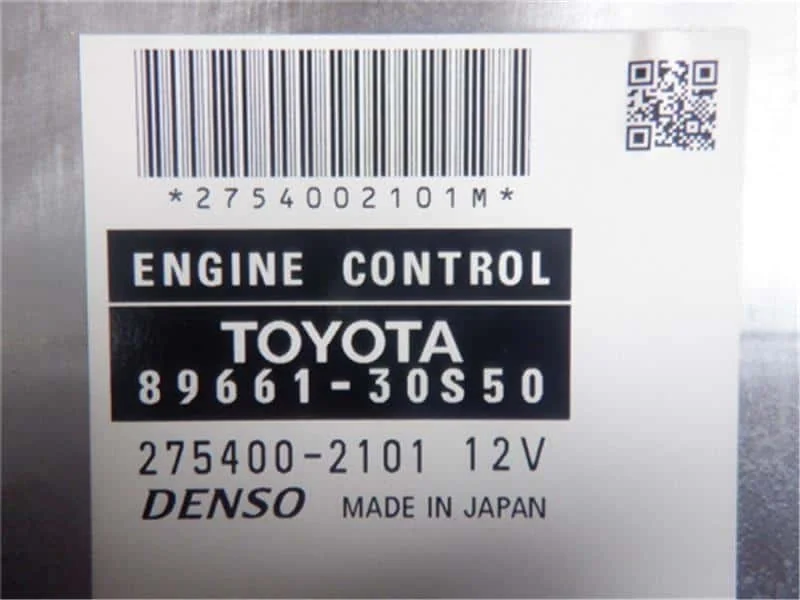 *2754002101M*
ENGINE CONTROL
TOYOTA
89661-30S50
275400-2101 12V
DENSO MADE IN JAPAN